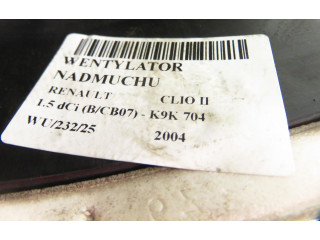 WENTYLATOR
NADMUCHU
RENAULT CLIO II
1.5 dCi (B/CB07) - K9K 704
WU/232/25 2004